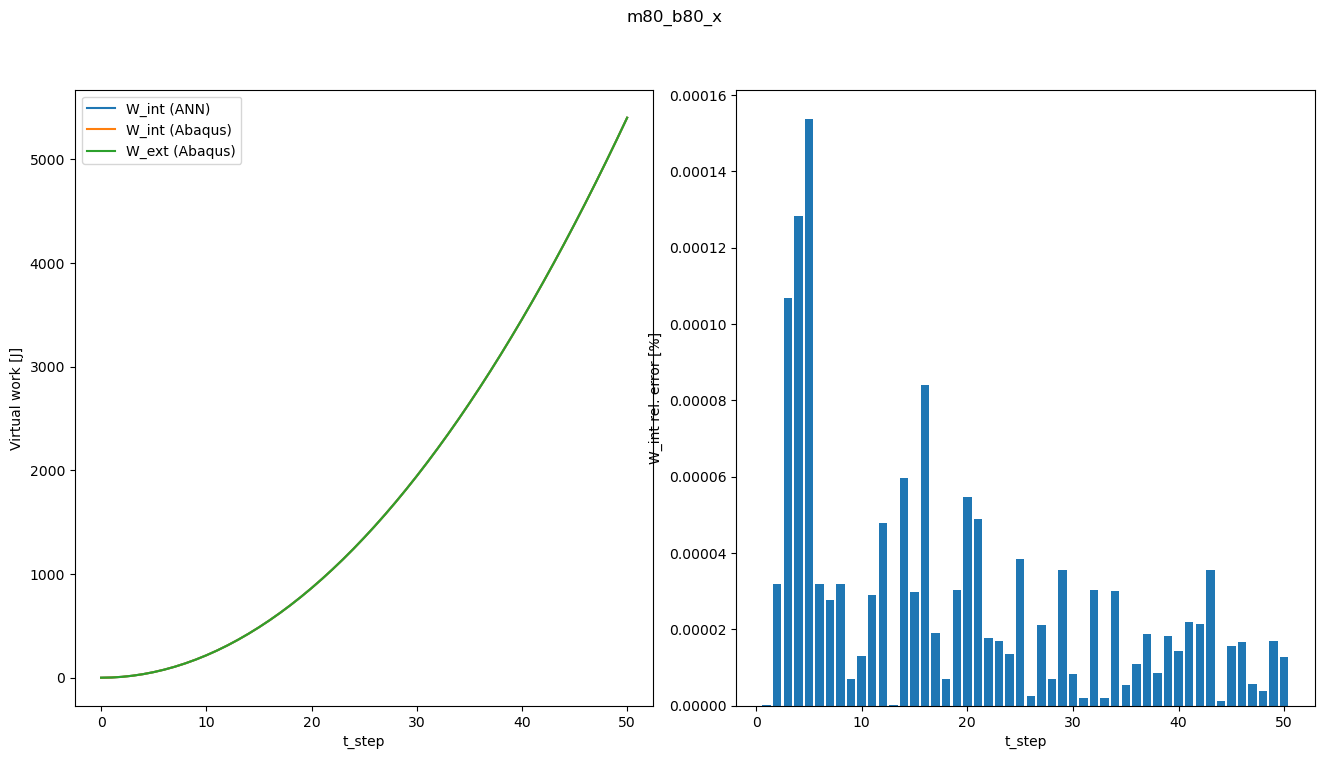 m80_b80_x
W_int (ANN)
W_int (Abaqus)
W_ext (Abaqus)
Virtual work [J]
5000
4000
3000
2000
1000
0
0 10 20 30 40 50
t_step
W_int rel. error [%]
0.00016
0.00014
0.00012
0.00010
0.00008
0.00006
0.00004
0.00002
0.00000
0 10 20 30 40 50
t_step